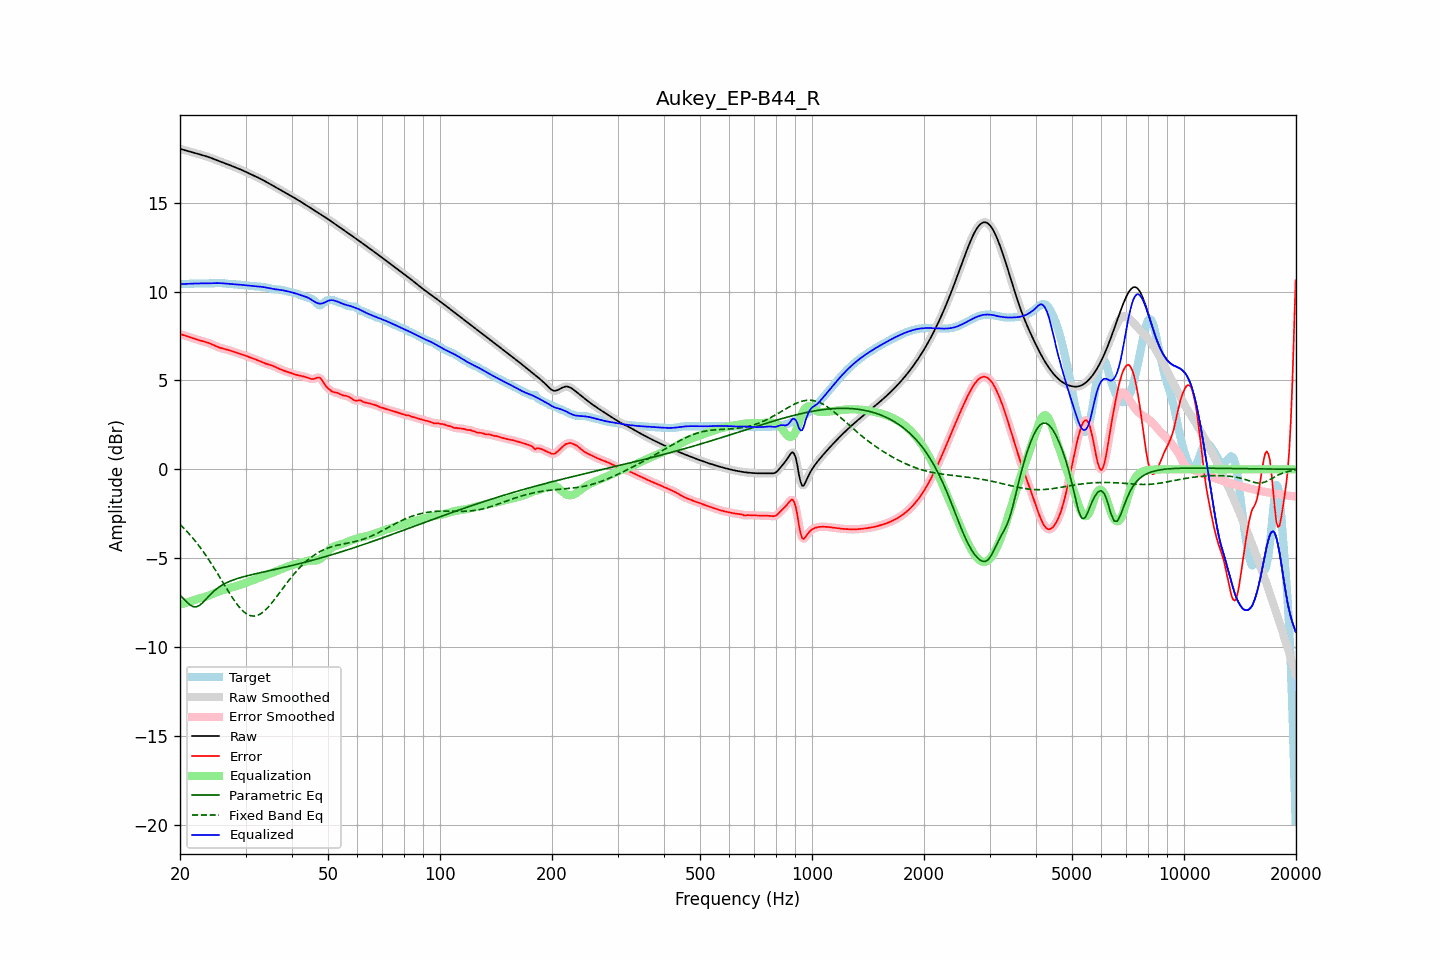 Aukey_EP-B44_R
Amplitude (dBr)
15
10
5
0
−5
−10
−15
−20
Target
Raw Smoothed
Error Smoothed
Raw
Error
Equalization
Parametric Eq
Fixed Band Eq
Equalized
20 50 100 200 500 1000 2000 5000 10000 20000
Frequency (Hz)